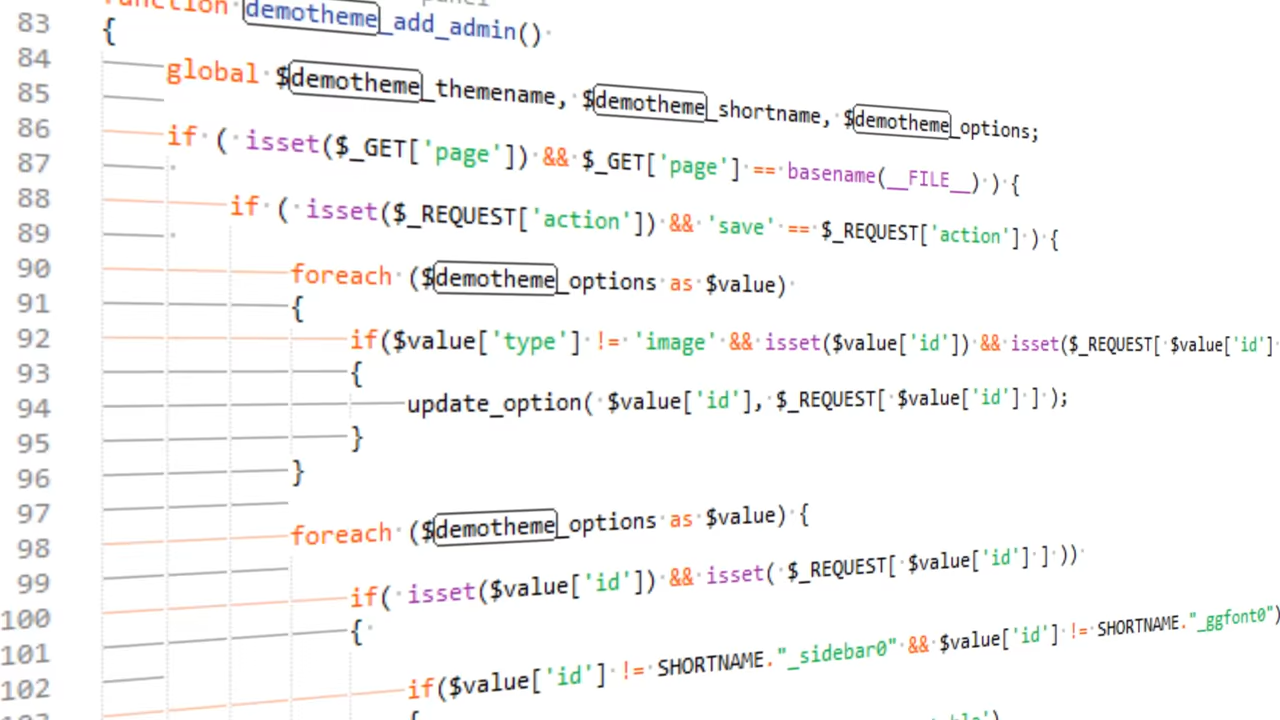 panel
83 function demotheme_add_admin()
84 {
85 global $demotheme_themename, $demotheme_shortname, $demotheme_options;
86
87 if ( isset($_GET['page']) && $_GET['page'] == basename(__FILE__) ) {
88
89 if ( isset($_REQUEST['action']) && 'save' == $_REQUEST['action'] ) {
90
91 foreach ($demotheme_options as $value)
92 {
93 if($value['type'] != 'image' && isset($value['id']) && isset($_REQUEST[ $value['id']
94 {
95 update_option( $value['id'], $_REQUEST[ $value['id'] ] );
96 }
97 }
98
99 foreach ($demotheme_options as $value) {
100
101 if( isset($value['id']) && isset( $_REQUEST[ $value['id'] ] ))
102 {
103
if($value['id'] != SHORTNAME."_sidebar0" && $value['id'] != SHORTNAME."_ggfont0")
{